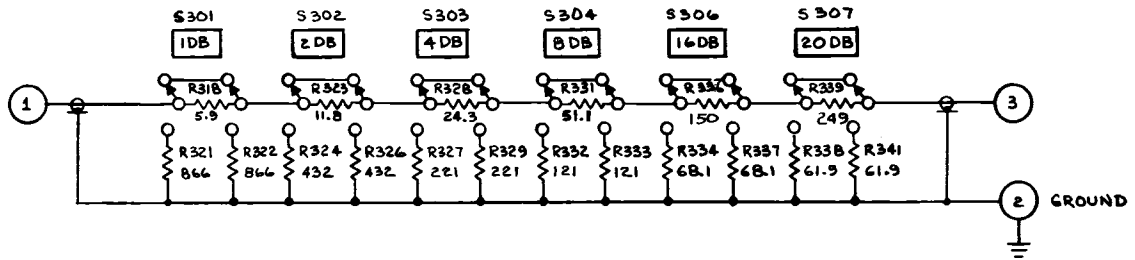 S301 S302 S303 S304 S306 S307
1DB 2DB 4DB 8DB 16DB 20DB
R318 R323 R328 R331 R336 R339
1 3
5.9 11.8 24.3 51.1 150 249
R321 R322 R324 R326 R327 R329 R332 R333 R334 R337 R338 R341
866 866 432 432 221 221 121 121 68.1 68.1 61.9 61.9
2 GROUND